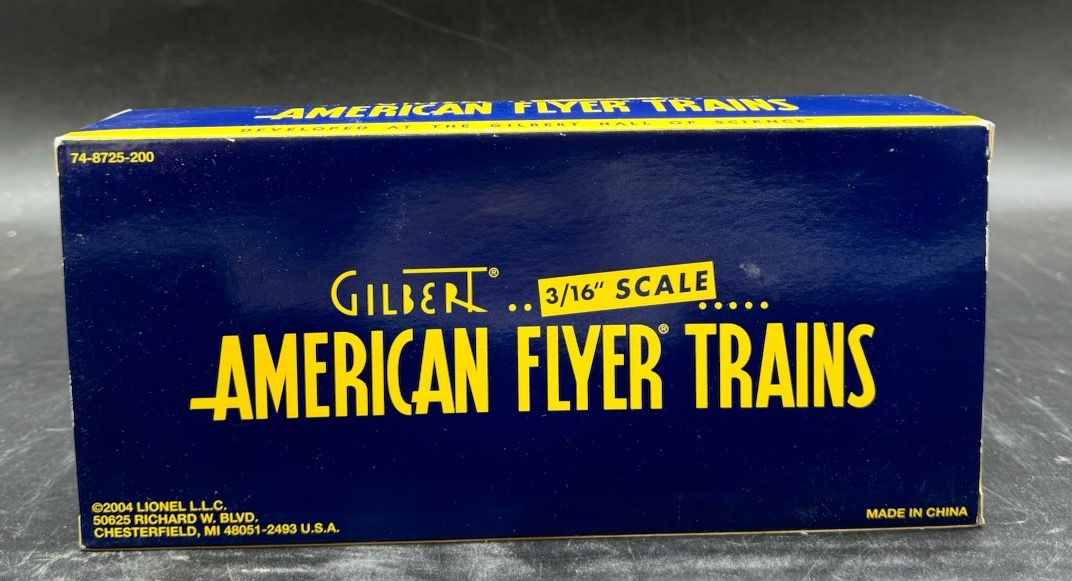 AMERICAN FLYER TRAINS
DEVELOPED AT THE GILBERT HALL OF SCIENCE
74-8725-200
GILBERT® .. 3/16" SCALE .....
AMERICAN FLYER® TRAINS
©2004 LIONEL L.L.C.
50625 RICHARD W. BLVD.
CHESTERFIELD, MI 48051-2493 U.S.A.
MADE IN CHINA